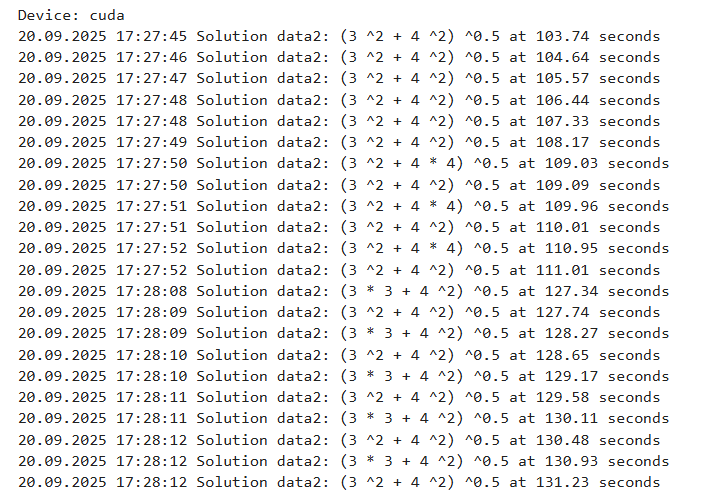 Device: cuda
20.09.2025 17:27:45 Solution data2: (3 ^2 + 4 ^2) ^0.5 at 103.74 seconds
20.09.2025 17:27:46 Solution data2: (3 ^2 + 4 ^2) ^0.5 at 104.64 seconds
20.09.2025 17:27:47 Solution data2: (3 ^2 + 4 ^2) ^0.5 at 105.57 seconds
20.09.2025 17:27:48 Solution data2: (3 ^2 + 4 ^2) ^0.5 at 106.44 seconds
20.09.2025 17:27:48 Solution data2: (3 ^2 + 4 ^2) ^0.5 at 107.33 seconds
20.09.2025 17:27:49 Solution data2: (3 ^2 + 4 ^2) ^0.5 at 108.17 seconds
20.09.2025 17:27:50 Solution data2: (3 ^2 + 4 * 4) ^0.5 at 109.03 seconds
20.09.2025 17:27:50 Solution data2: (3 ^2 + 4 ^2) ^0.5 at 109.09 seconds
20.09.2025 17:27:51 Solution data2: (3 ^2 + 4 * 4) ^0.5 at 109.96 seconds
20.09.2025 17:27:51 Solution data2: (3 ^2 + 4 ^2) ^0.5 at 110.01 seconds
20.09.2025 17:27:52 Solution data2: (3 ^2 + 4 * 4) ^0.5 at 110.95 seconds
20.09.2025 17:27:52 Solution data2: (3 ^2 + 4 ^2) ^0.5 at 111.01 seconds
20.09.2025 17:28:08 Solution data2: (3 * 3 + 4 ^2) ^0.5 at 127.34 seconds
20.09.2025 17:28:09 Solution data2: (3 ^2 + 4 ^2) ^0.5 at 127.74 seconds
20.09.2025 17:28:09 Solution data2: (3 * 3 + 4 ^2) ^0.5 at 128.27 seconds
20.09.2025 17:28:10 Solution data2: (3 ^2 + 4 ^2) ^0.5 at 128.65 seconds
20.09.2025 17:28:10 Solution data2: (3 * 3 + 4 ^2) ^0.5 at 129.17 seconds
20.09.2025 17:28:11 Solution data2: (3 ^2 + 4 ^2) ^0.5 at 129.58 seconds
20.09.2025 17:28:11 Solution data2: (3 * 3 + 4 ^2) ^0.5 at 130.11 seconds
20.09.2025 17:28:12 Solution data2: (3 ^2 + 4 ^2) ^0.5 at 130.48 seconds
20.09.2025 17:28:12 Solution data2: (3 * 3 + 4 ^2) ^0.5 at 130.93 seconds
20.09.2025 17:28:12 Solution data2: (3 ^2 + 4 ^2) ^0.5 at 131.23 seconds